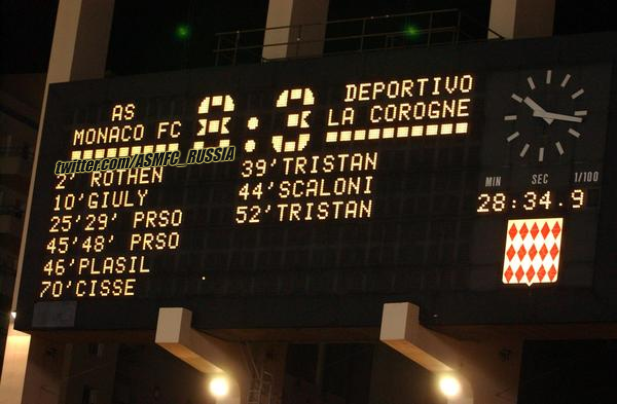 AS
MONACO FC
8:3
DEPORTIVO
LA COROGNE
twitter.com/ASMFC_RUSSIA
2' ROTHEN
10'GIULY
25'29' PRSO
45'48' PRSO
46'PLASIL
70'CISSE
39'TRISTAN
44'SCALONI
52'TRISTAN
MIN SEC 1/100
28:34.9